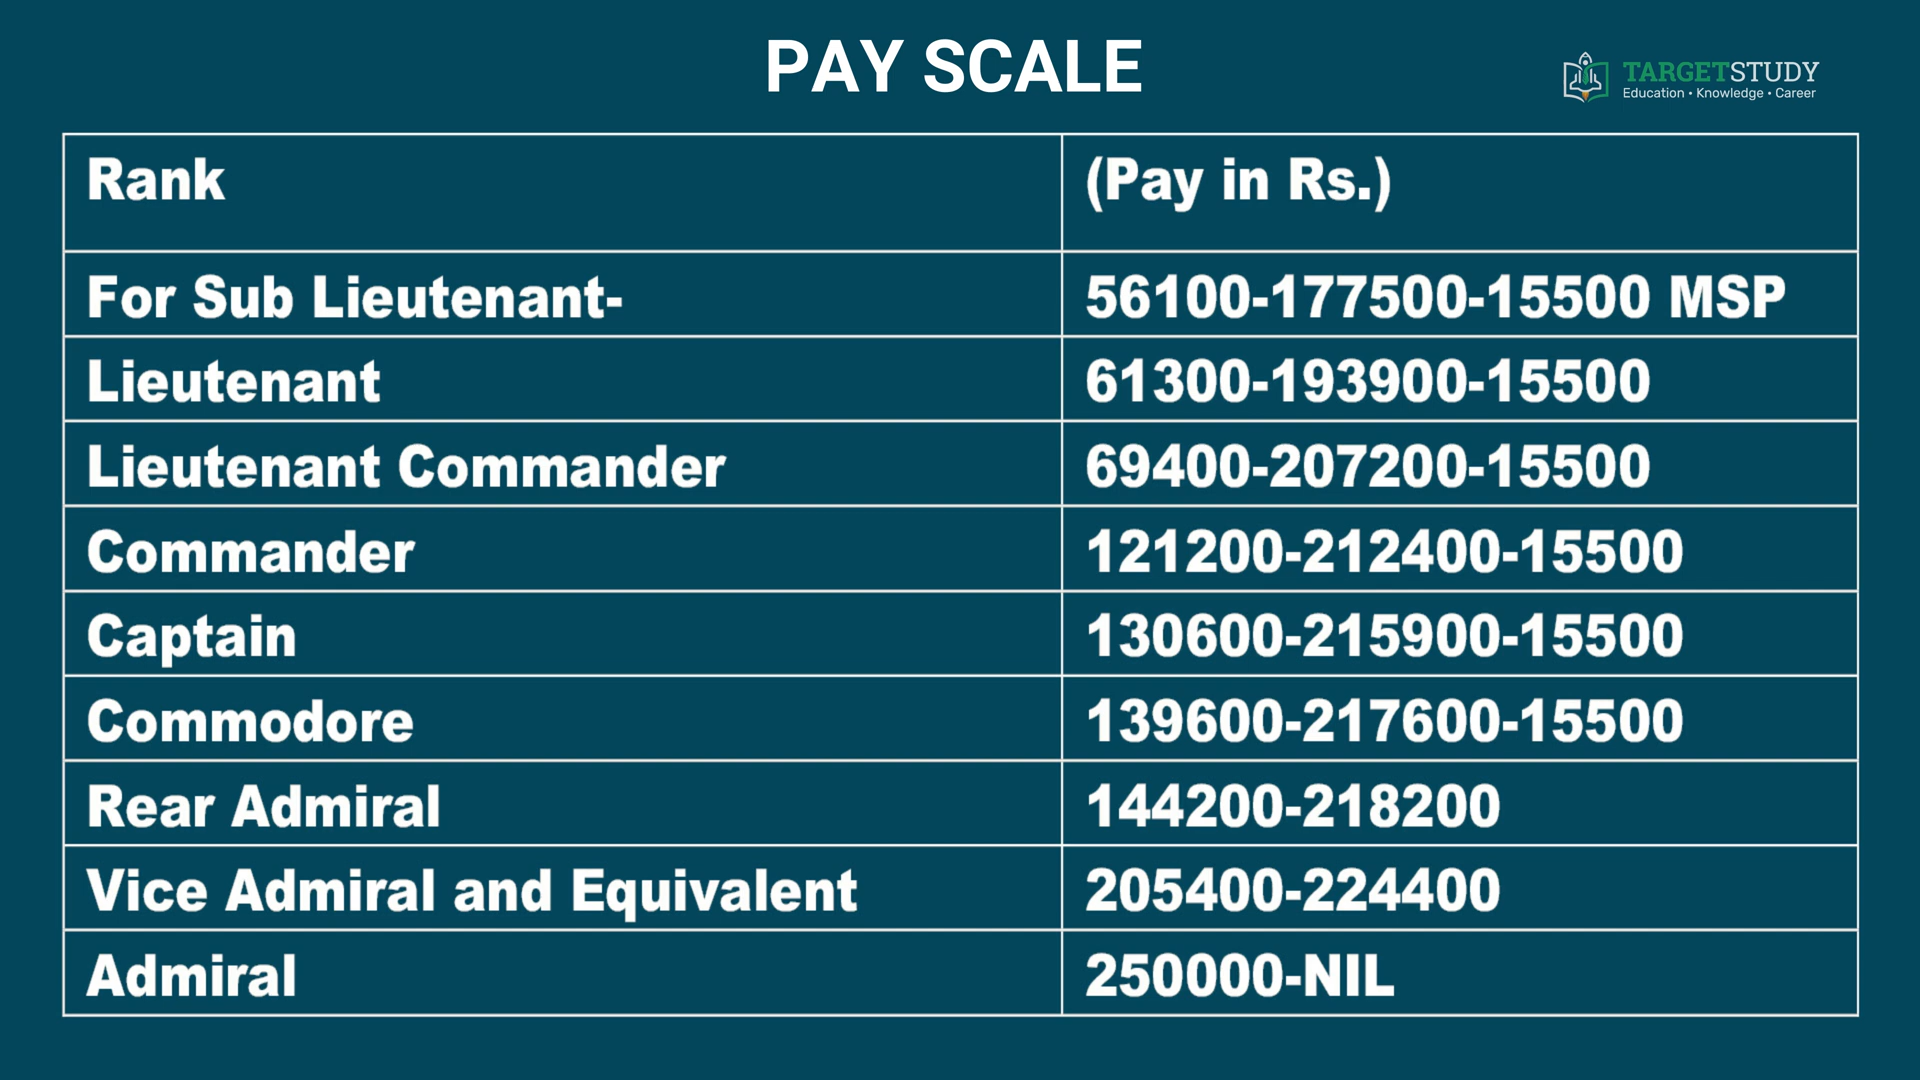 PAY SCALE
TARGETSTUDY
Education • Knowledge • Career
Rank (Pay in Rs.)
For Sub Lieutenant- 56100-177500-15500 MSP
Lieutenant 61300-193900-15500
Lieutenant Commander 69400-207200-15500
Commander 121200-212400-15500
Captain 130600-215900-15500
Commodore 139600-217600-15500
Rear Admiral 144200-218200
Vice Admiral and Equivalent 205400-224400
Admiral 250000-NIL